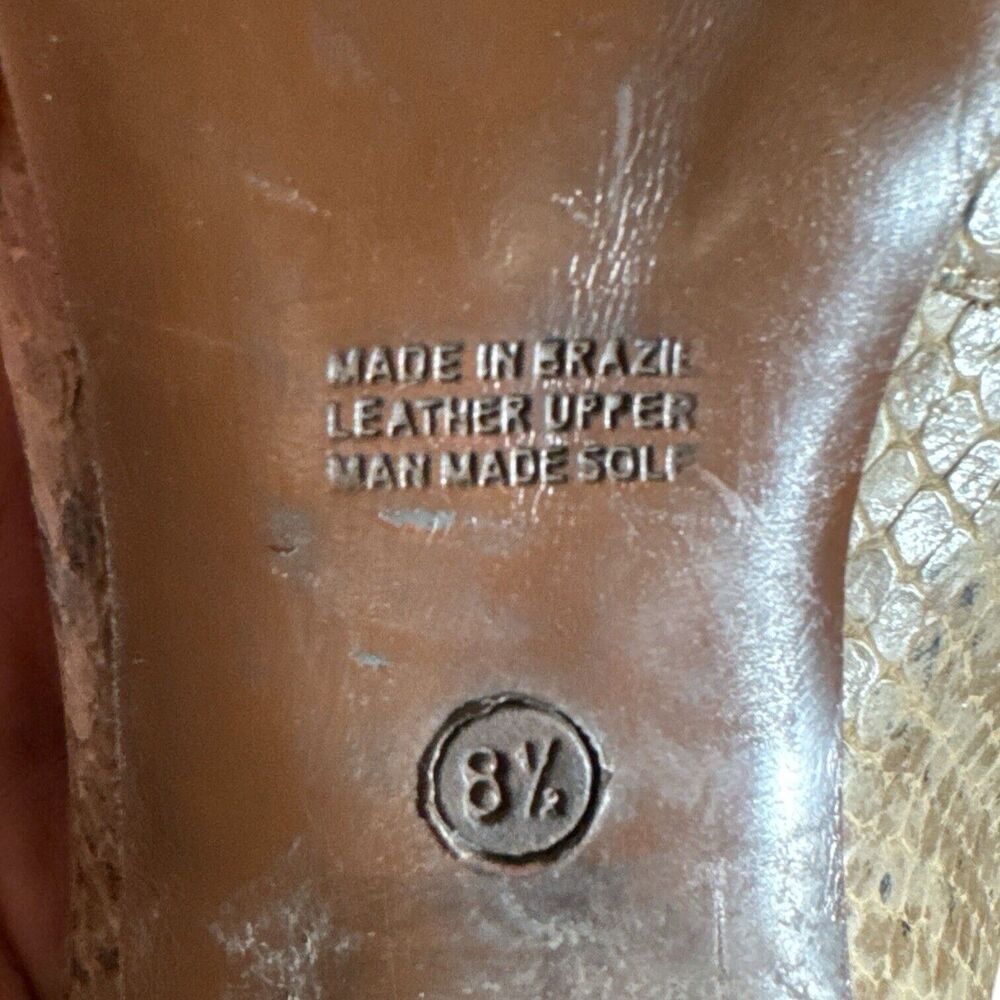 MADE IN BRAZIL
LEATHER UPPER
MAN MADE SOLE
8½